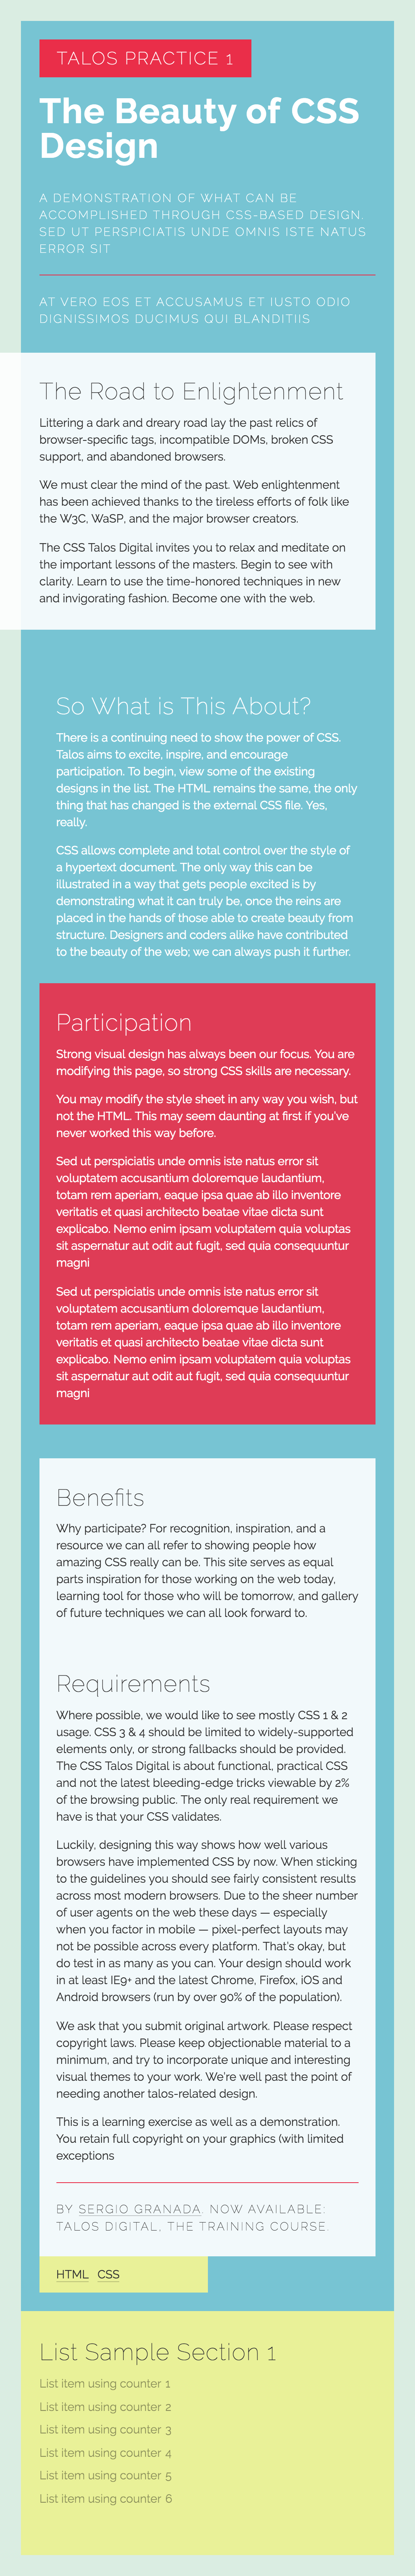 TALOS PRACTICE 1
The Beauty of CSS
Design
A DEMONSTRATION OF WHAT CAN BE
ACCOMPLISHED THROUGH CSS-BASED DESIGN.
SED UT PERSPICIATIS UNDE OMNIS ISTE NATUS
ERROR SIT
AT VERO EOS ET ACCUSAMUS ET IUSTO ODIO
DIGNISSIMOS DUCIMUS QUI BLANDITIIS
The Road to Enlightenment
Littering a dark and dreary road lay the past relics of
browser-specific tags, incompatible DOMs, broken CSS
support, and abandoned browsers.
We must clear the mind of the past. Web enlightenment
has been achieved thanks to the tireless efforts of folk like
the W3C, WaSP, and the major browser creators.
The CSS Talos Digital invites you to relax and meditate on
the important lessons of the masters. Begin to see with
clarity. Learn to use the time-honored techniques in new
and invigorating fashion. Become one with the web.
So What is This About?
There is a continuing need to show the power of CSS.
Talos aims to excite, inspire, and encourage
participation. To begin, view some of the existing
designs in the list. The HTML remains the same, the only
thing that has changed is the external CSS file. Yes,
really.
CSS allows complete and total control over the style of
a hypertext document. The only way this can be
illustrated in a way that gets people excited is by
demonstrating what it can truly be, once the reins are
placed in the hands of those able to create beauty from
structure. Designers and coders alike have contributed
to the beauty of the web; we can always push it further.
Participation
Strong visual design has always been our focus. You are
modifying this page, so strong CSS skills are necessary.
You may modify the style sheet in any way you wish, but
not the HTML. This may seem daunting at first if you've
never worked this way before.
Sed ut perspiciatis unde omnis iste natus error sit
voluptatem accusantium doloremque laudantium,
totam rem aperiam, eaque ipsa quae ab illo inventore
veritatis et quasi architecto beatae vitae dicta sunt
explicabo. Nemo enim ipsam voluptatem quia voluptas
sit aspernatur aut odit aut fugit, sed quia consequuntur
magni
Sed ut perspiciatis unde omnis iste natus error sit
voluptatem accusantium doloremque laudantium,
totam rem aperiam, eaque ipsa quae ab illo inventore
veritatis et quasi architecto beatae vitae dicta sunt
explicabo. Nemo enim ipsam voluptatem quia voluptas
sit aspernatur aut odit aut fugit, sed quia consequuntur
magni
Benefits
Why participate? For recognition, inspiration, and a
resource we can all refer to showing people how
amazing CSS really can be. This site serves as equal
parts inspiration for those working on the web today,
learning tool for those who will be tomorrow, and gallery
of future techniques we can all look forward to.
Requirements
Where possible, we would like to see mostly CSS 1 & 2
usage. CSS 3 & 4 should be limited to widely-supported
elements only, or strong fallbacks should be provided.
The CSS Talos Digital is about functional, practical CSS
and not the latest bleeding-edge tricks viewable by 2%
of the browsing public. The only real requirement we
have is that your CSS validates.
Luckily, designing this way shows how well various
browsers have implemented CSS by now. When sticking
to the guidelines you should see fairly consistent results
across most modern browsers. Due to the sheer number
of user agents on the web these days — especially
when you factor in mobile — pixel-perfect layouts may
not be possible across every platform. That's okay, but
do test in as many as you can. Your design should work
in at least IE9+ and the latest Chrome, Firefox, iOS and
Android browsers (run by over 90% of the population).
We ask that you submit original artwork. Please respect
copyright laws. Please keep objectionable material to a
minimum, and try to incorporate unique and interesting
visual themes to your work. We're well past the point of
needing another talos-related design.
This is a learning exercise as well as a demonstration.
You retain full copyright on your graphics (with limited
exceptions
BY SERGIO GRANADA. NOW AVAILABLE:
TALOS DIGITAL, THE TRAINING COURSE.
HTML CSS
List Sample Section 1
List item using counter 1
List item using counter 2
List item using counter 3
List item using counter 4
List item using counter 5
List item using counter 6